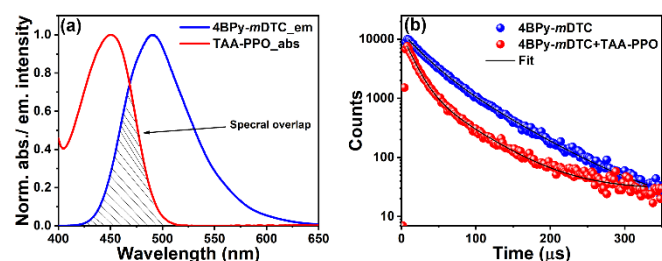 (a)
4BPy-mDTC_em
TAA-PPO_abs
Specral overlap
Norm. abs./ em. intensity
1.0
0.8
0.6
0.4
0.2
0.0
400 450 500 550 600 650
Wavelength (nm)
(b)
4BPy-mDTC
4BPy-mDTC+TAA-PPO
Fit
Counts
10000
1000
100
10
0 100 200 300
Time (μs)